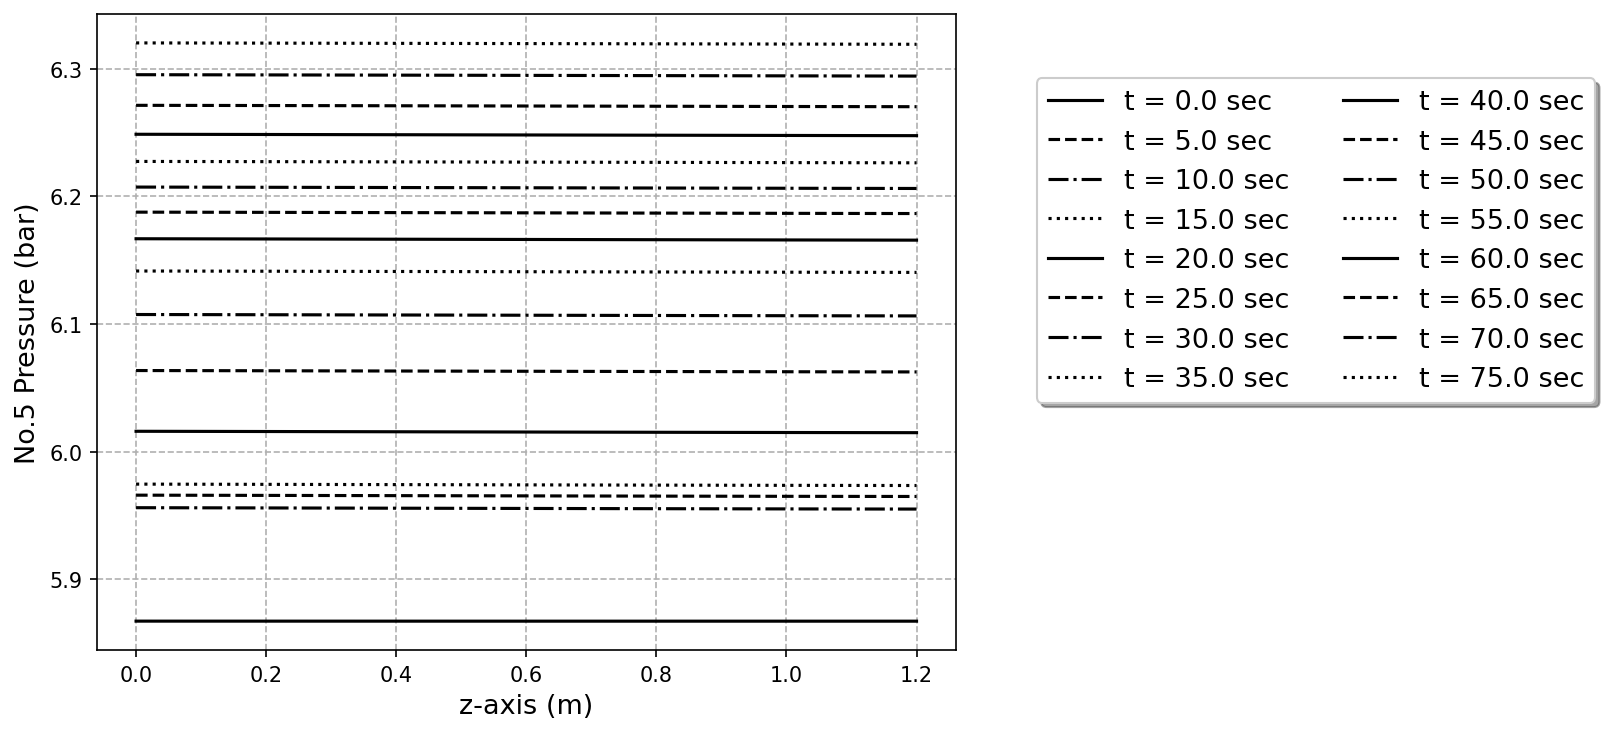 6.3
6.2
6.1
6.0
5.9
No.5 Pressure (bar)
0.0 0.2 0.4 0.6 0.8 1.0 1.2
z-axis (m)
t = 0.0 sec
t = 5.0 sec
t = 10.0 sec
t = 15.0 sec
t = 20.0 sec
t = 25.0 sec
t = 30.0 sec
t = 35.0 sec
t = 40.0 sec
t = 45.0 sec
t = 50.0 sec
t = 55.0 sec
t = 60.0 sec
t = 65.0 sec
t = 70.0 sec
t = 75.0 sec